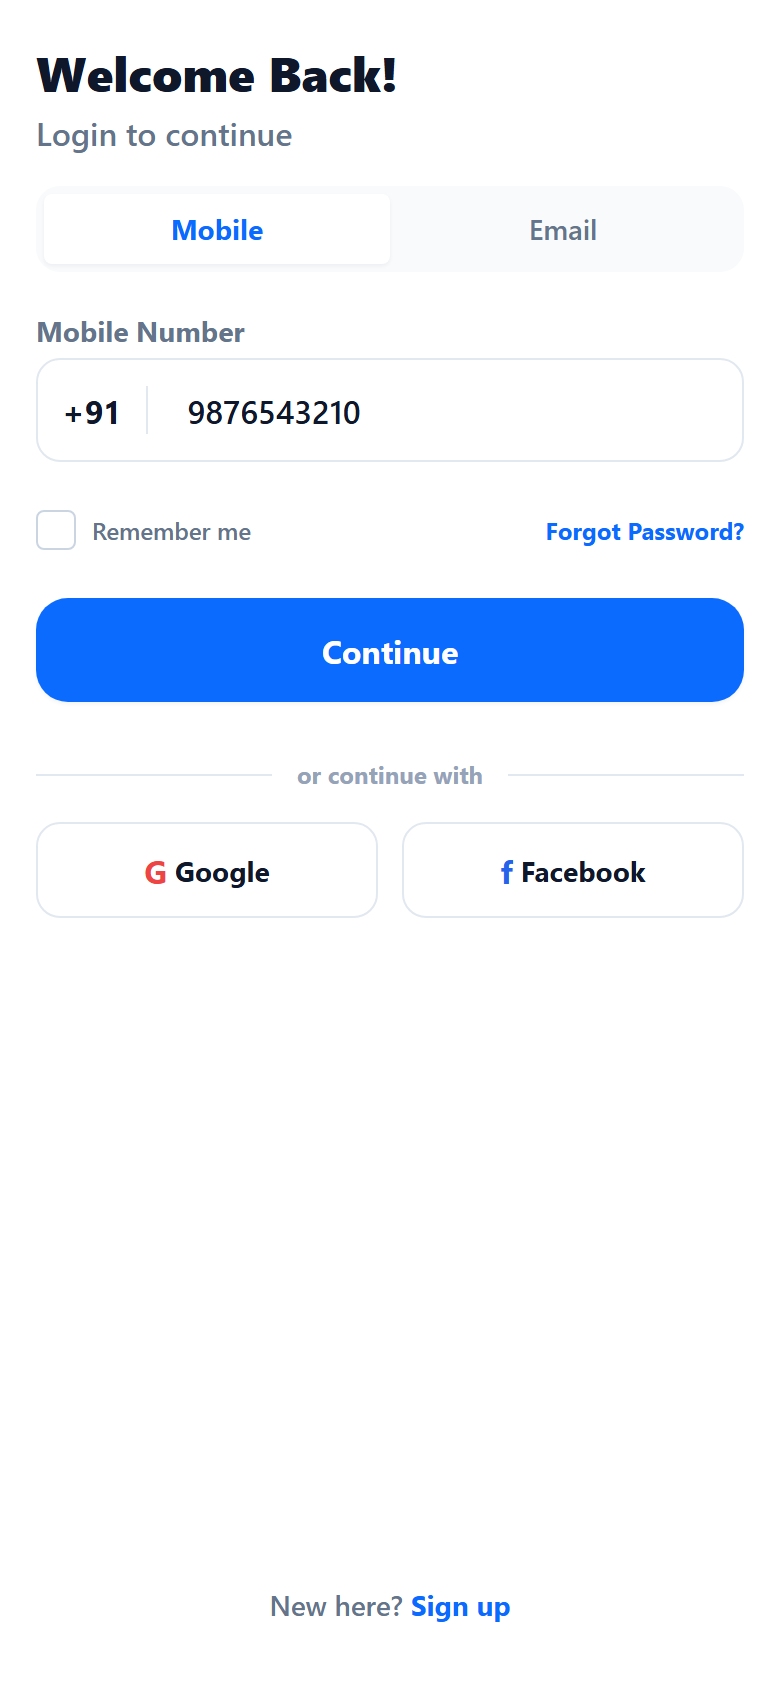 Welcome Back!
Login to continue
Mobile Email
Mobile Number
+91 9876543210
Remember me Forgot Password?
Continue
or continue with
G Google f Facebook
New here? Sign up